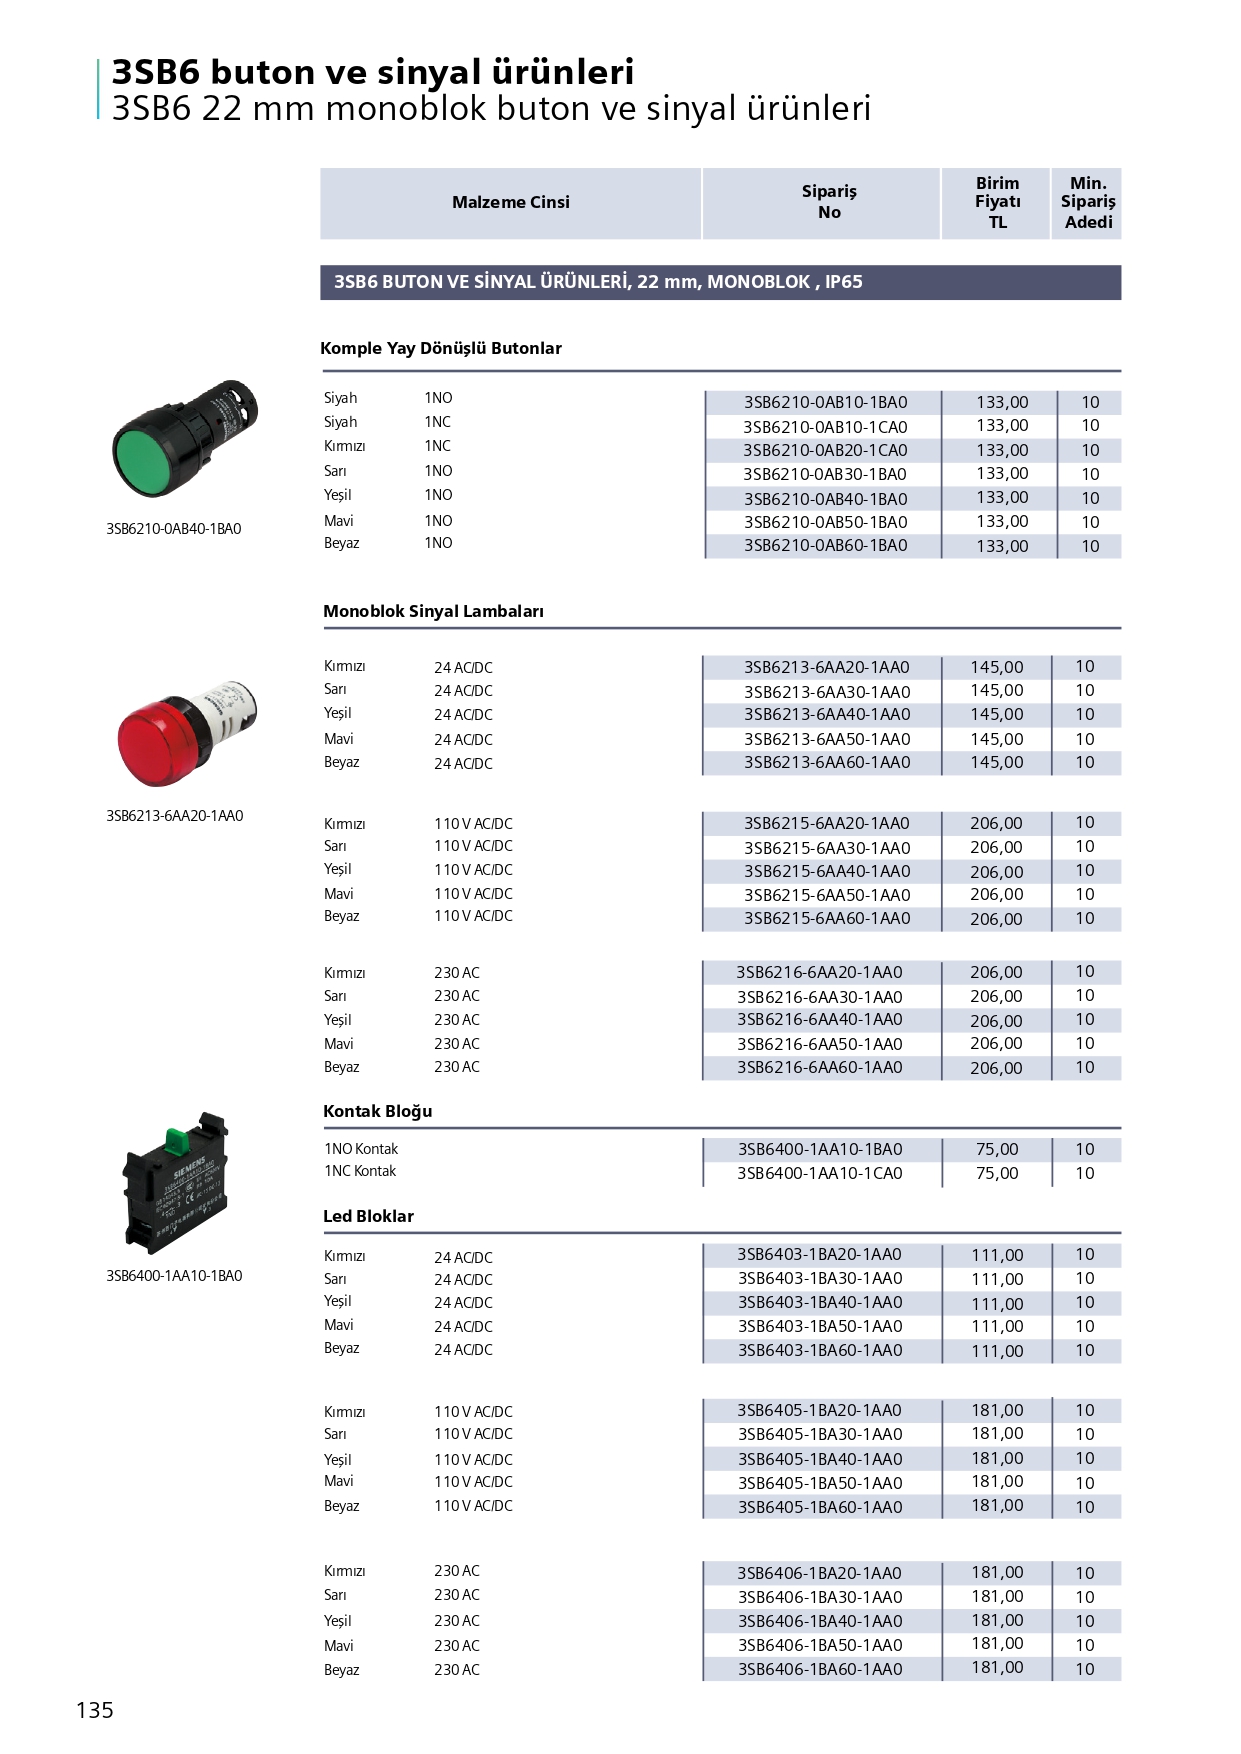 3SB6 buton ve sinyal ürünleri
3SB6 22 mm monoblok buton ve sinyal ürünleri
Malzeme Cinsi Sipariş No Birim Fiyatı TL Min. Sipariş Adedi
3SB6 BUTON VE SİNYAL ÜRÜNLERİ, 22 mm, MONOBLOK , IP65
Komple Yay Dönüşlü Butonlar
Siyah 1NO 3SB6210-0AB10-1BA0 133,00 10
Siyah 1NC 3SB6210-0AB10-1CA0 133,00 10
Kırmızı 1NC 3SB6210-0AB20-1CA0 133,00 10
Sarı 1NO 3SB6210-0AB30-1BA0 133,00 10
Yeşil 1NO 3SB6210-0AB40-1BA0 133,00 10
Mavi 1NO 3SB6210-0AB50-1BA0 133,00 10
Beyaz 1NO 3SB6210-0AB60-1BA0 133,00 10
3SB6210-0AB40-1BA0
Monoblok Sinyal Lambaları
Kırmızı 24 AC/DC 3SB6213-6AA20-1AA0 145,00 10
Sarı 24 AC/DC 3SB6213-6AA30-1AA0 145,00 10
Yeşil 24 AC/DC 3SB6213-6AA40-1AA0 145,00 10
Mavi 24 AC/DC 3SB6213-6AA50-1AA0 145,00 10
Beyaz 24 AC/DC 3SB6213-6AA60-1AA0 145,00 10
3SB6213-6AA20-1AA0
Kırmızı 110 V AC/DC 3SB6215-6AA20-1AA0 206,00 10
Sarı 110 V AC/DC 3SB6215-6AA30-1AA0 206,00 10
Yeşil 110 V AC/DC 3SB6215-6AA40-1AA0 206,00 10
Mavi 110 V AC/DC 3SB6215-6AA50-1AA0 206,00 10
Beyaz 110 V AC/DC 3SB6215-6AA60-1AA0 206,00 10
Kırmızı 230 AC 3SB6216-6AA20-1AA0 206,00 10
Sarı 230 AC 3SB6216-6AA30-1AA0 206,00 10
Yeşil 230 AC 3SB6216-6AA40-1AA0 206,00 10
Mavi 230 AC 3SB6216-6AA50-1AA0 206,00 10
Beyaz 230 AC 3SB6216-6AA60-1AA0 206,00 10
Kontak Bloğu
1NO Kontak 3SB6400-1AA10-1BA0 75,00 10
1NC Kontak 3SB6400-1AA10-1CA0 75,00 10
SIEMENS
3SB6400-1AA10-1BA0
Led Bloklar
Kırmızı 24 AC/DC 3SB6403-1BA20-1AA0 111,00 10
Sarı 24 AC/DC 3SB6403-1BA30-1AA0 111,00 10
Yeşil 24 AC/DC 3SB6403-1BA40-1AA0 111,00 10
Mavi 24 AC/DC 3SB6403-1BA50-1AA0 111,00 10
Beyaz 24 AC/DC 3SB6403-1BA60-1AA0 111,00 10
Kırmızı 110 V AC/DC 3SB6405-1BA20-1AA0 181,00 10
Sarı 110 V AC/DC 3SB6405-1BA30-1AA0 181,00 10
Yeşil 110 V AC/DC 3SB6405-1BA40-1AA0 181,00 10
Mavi 110 V AC/DC 3SB6405-1BA50-1AA0 181,00 10
Beyaz 110 V AC/DC 3SB6405-1BA60-1AA0 181,00 10
Kırmızı 230 AC 3SB6406-1BA20-1AA0 181,00 10
Sarı 230 AC 3SB6406-1BA30-1AA0 181,00 10
Yeşil 230 AC 3SB6406-1BA40-1AA0 181,00 10
Mavi 230 AC 3SB6406-1BA50-1AA0 181,00 10
Beyaz 230 AC 3SB6406-1BA60-1AA0 181,00 10
135